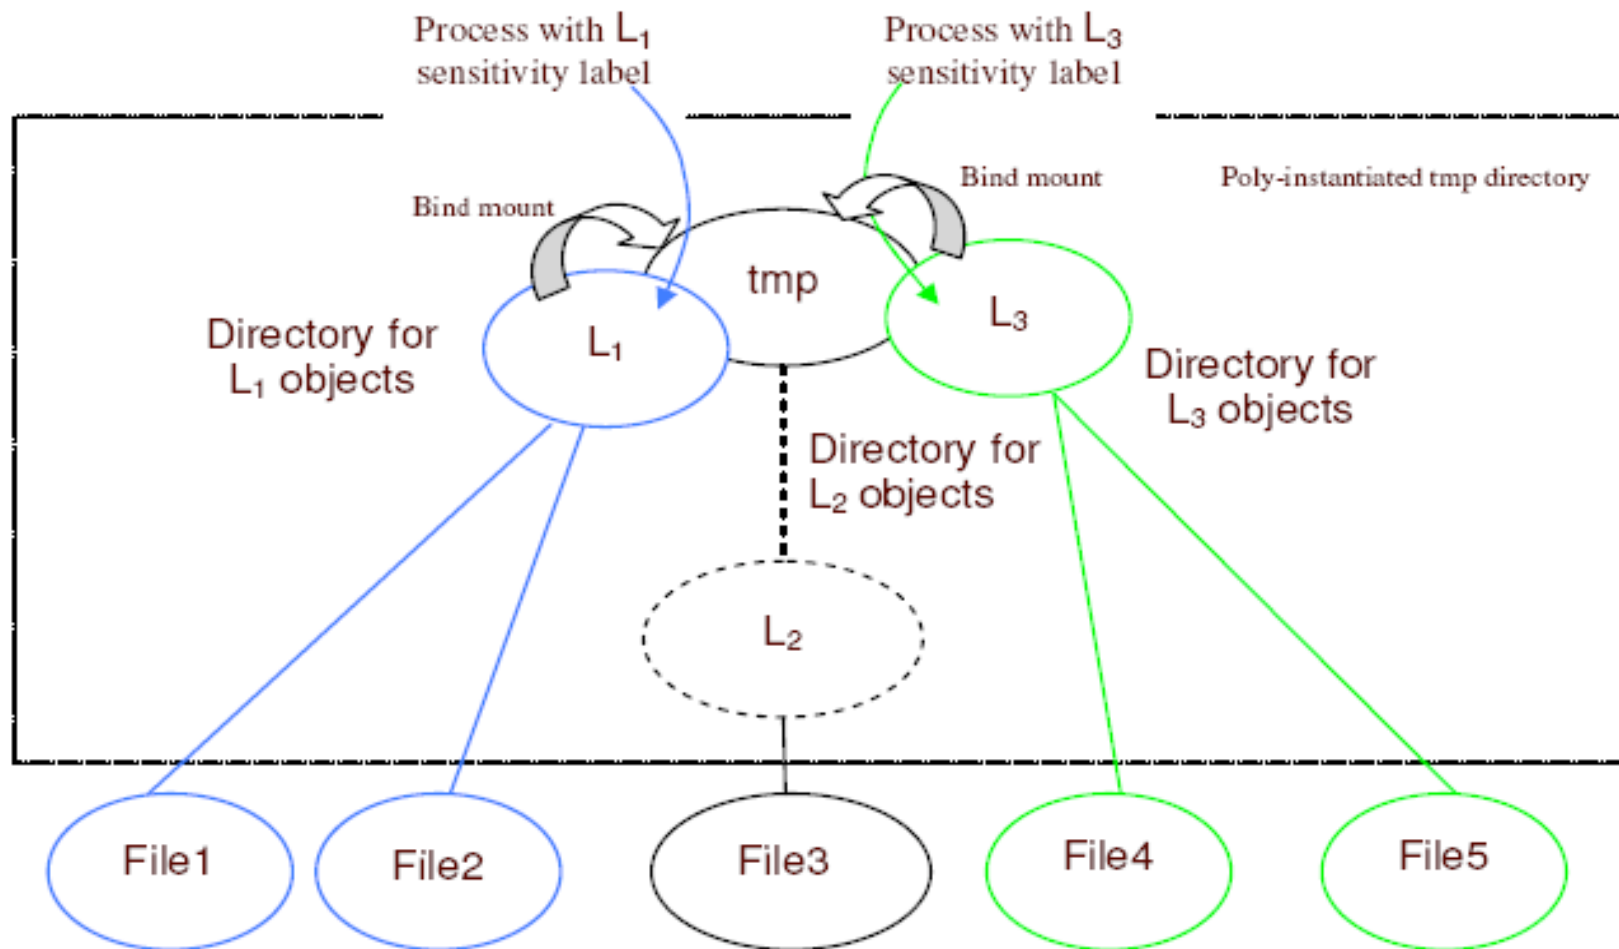 Process with L₁
sensitivity label
Process with L₃
sensitivity label
Bind mount
Poly-instantiated tmp directory
Bind mount
tmp
L₃
L₁
Directory for
L₁ objects
Directory for
L₃ objects
Directory for
L₂ objects
L₂
File1
File2
File3
File4
File5